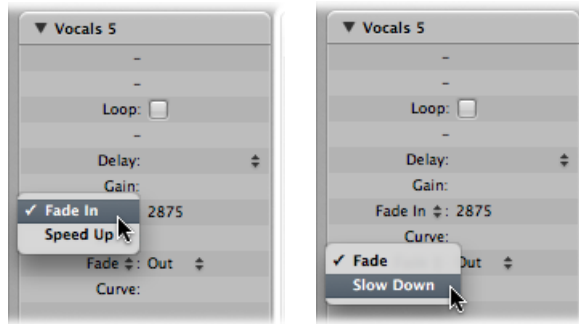 ▼ Vocals 5
–
–
Loop:
–
Delay:
Gain:
✓ Fade In 2875
Speed Up
Fade : Out
Curve:
▼ Vocals 5
–
–
Loop:
–
Delay:
Gain:
Fade In : 2875
Curve:
✓ Fade Out
Slow Down